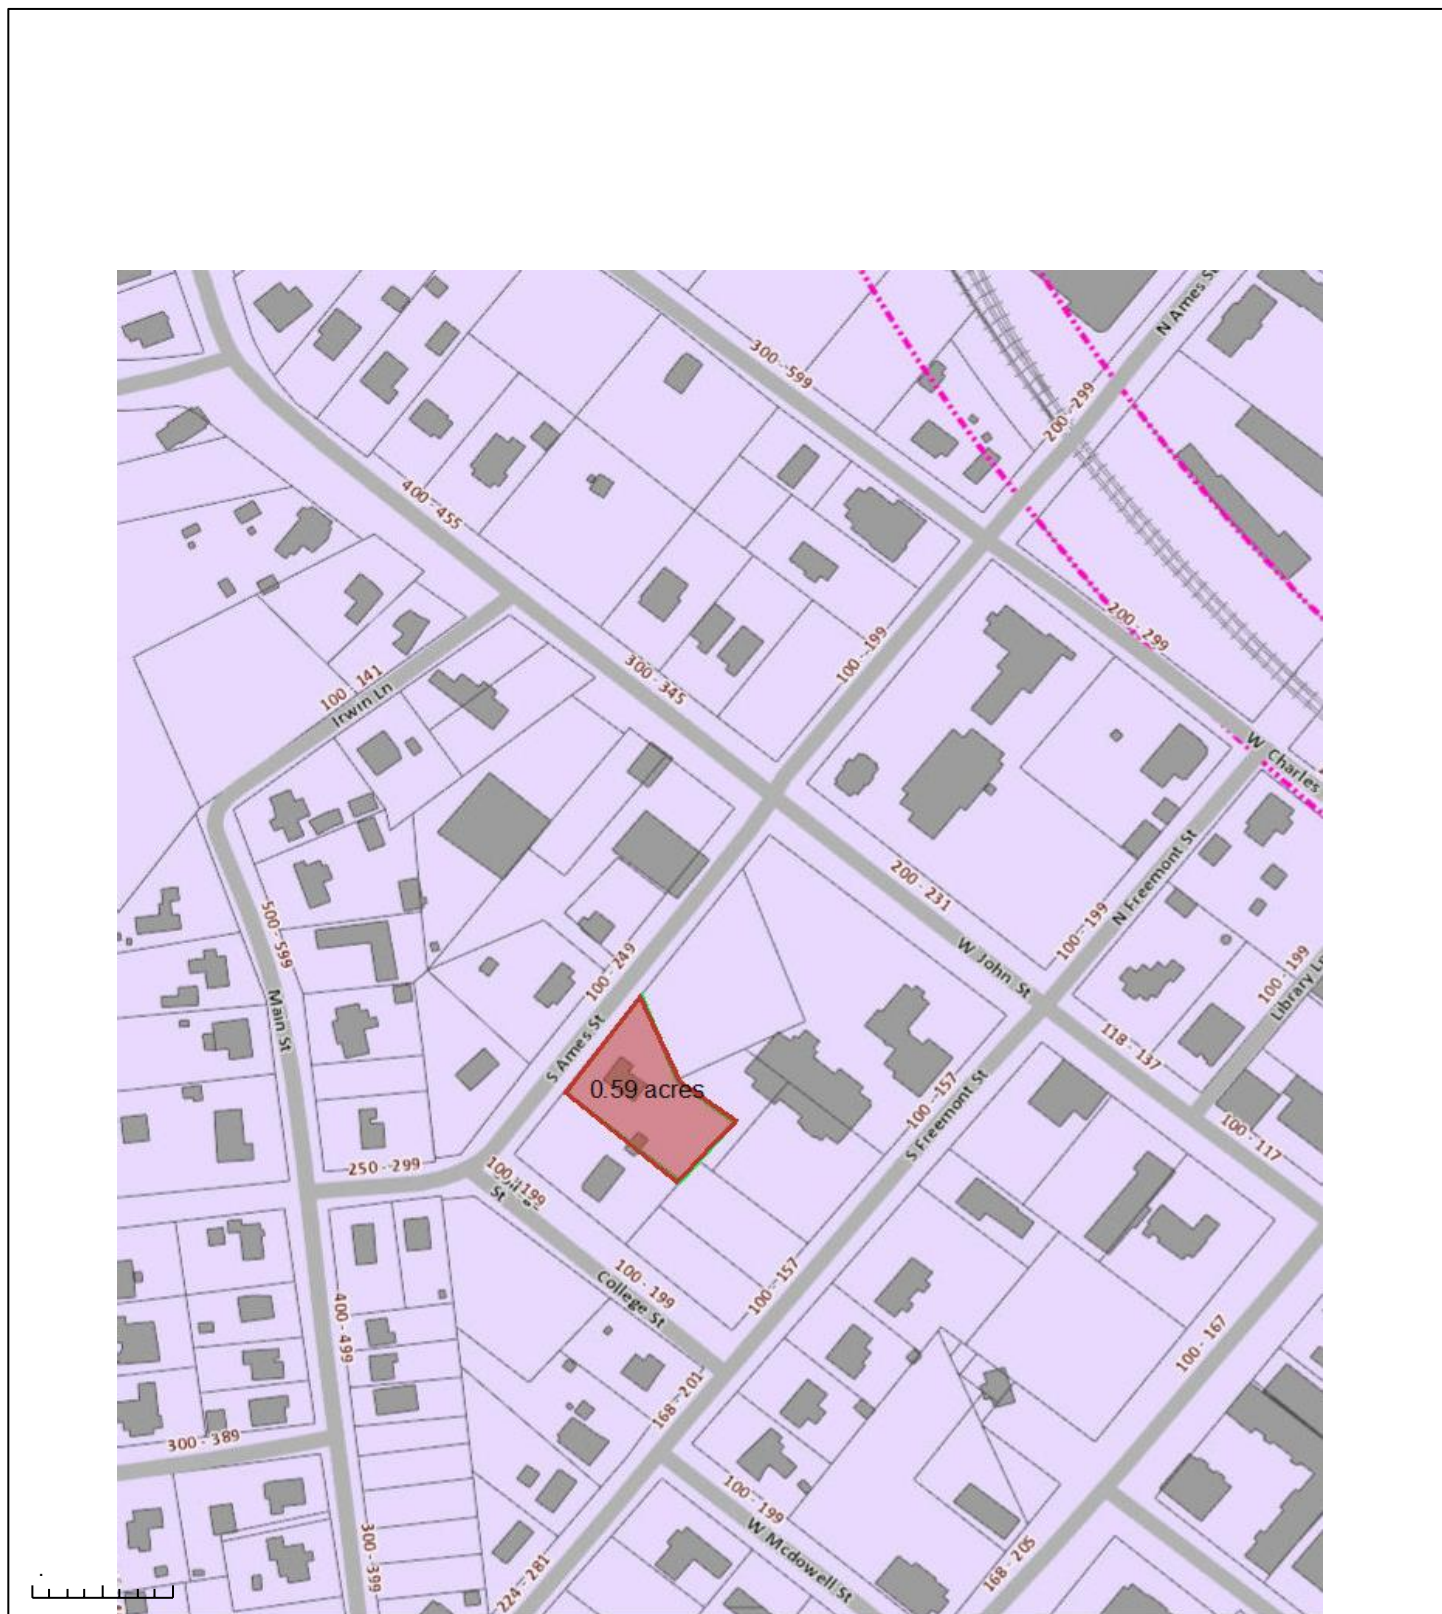 N Ames St
300 - 599
200 - 299
400 - 455
200 - 299
100 - 199
300 - 345
100 - 141
Irwin Ln
W Charles
200 - 231
N Freemont St
100 - 199
500 - 599
100 - 249
W John St
100 - 199
Library Ln
Main St
S Ames St
118 - 137
0.59 acres
100 - 157
S Freemont St
100 - 117
250 - 299
100 - 199
St
100 - 199
College St
100 - 157
400 - 499
100 - 167
168 - 201
300 - 389
100 - 199
W Mcdowell St
300 - 399
224 - 281
168 - 205